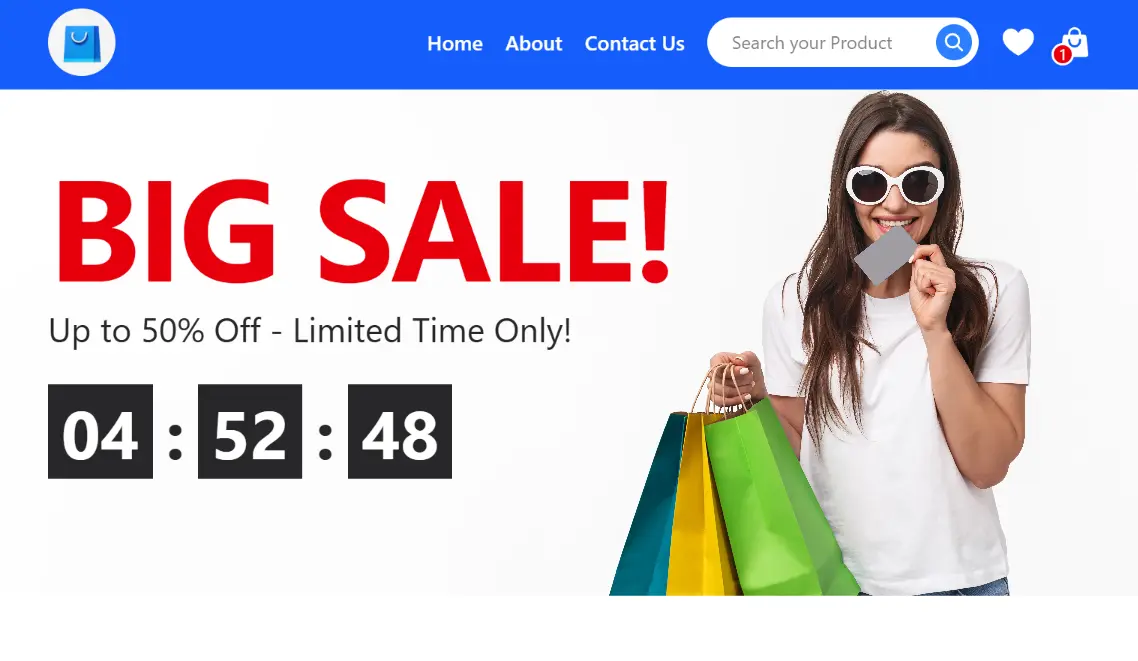 Home About Contact Us Search your Product
1
BIG SALE!
Up to 50% Off - Limited Time Only!
04 : 52 : 48